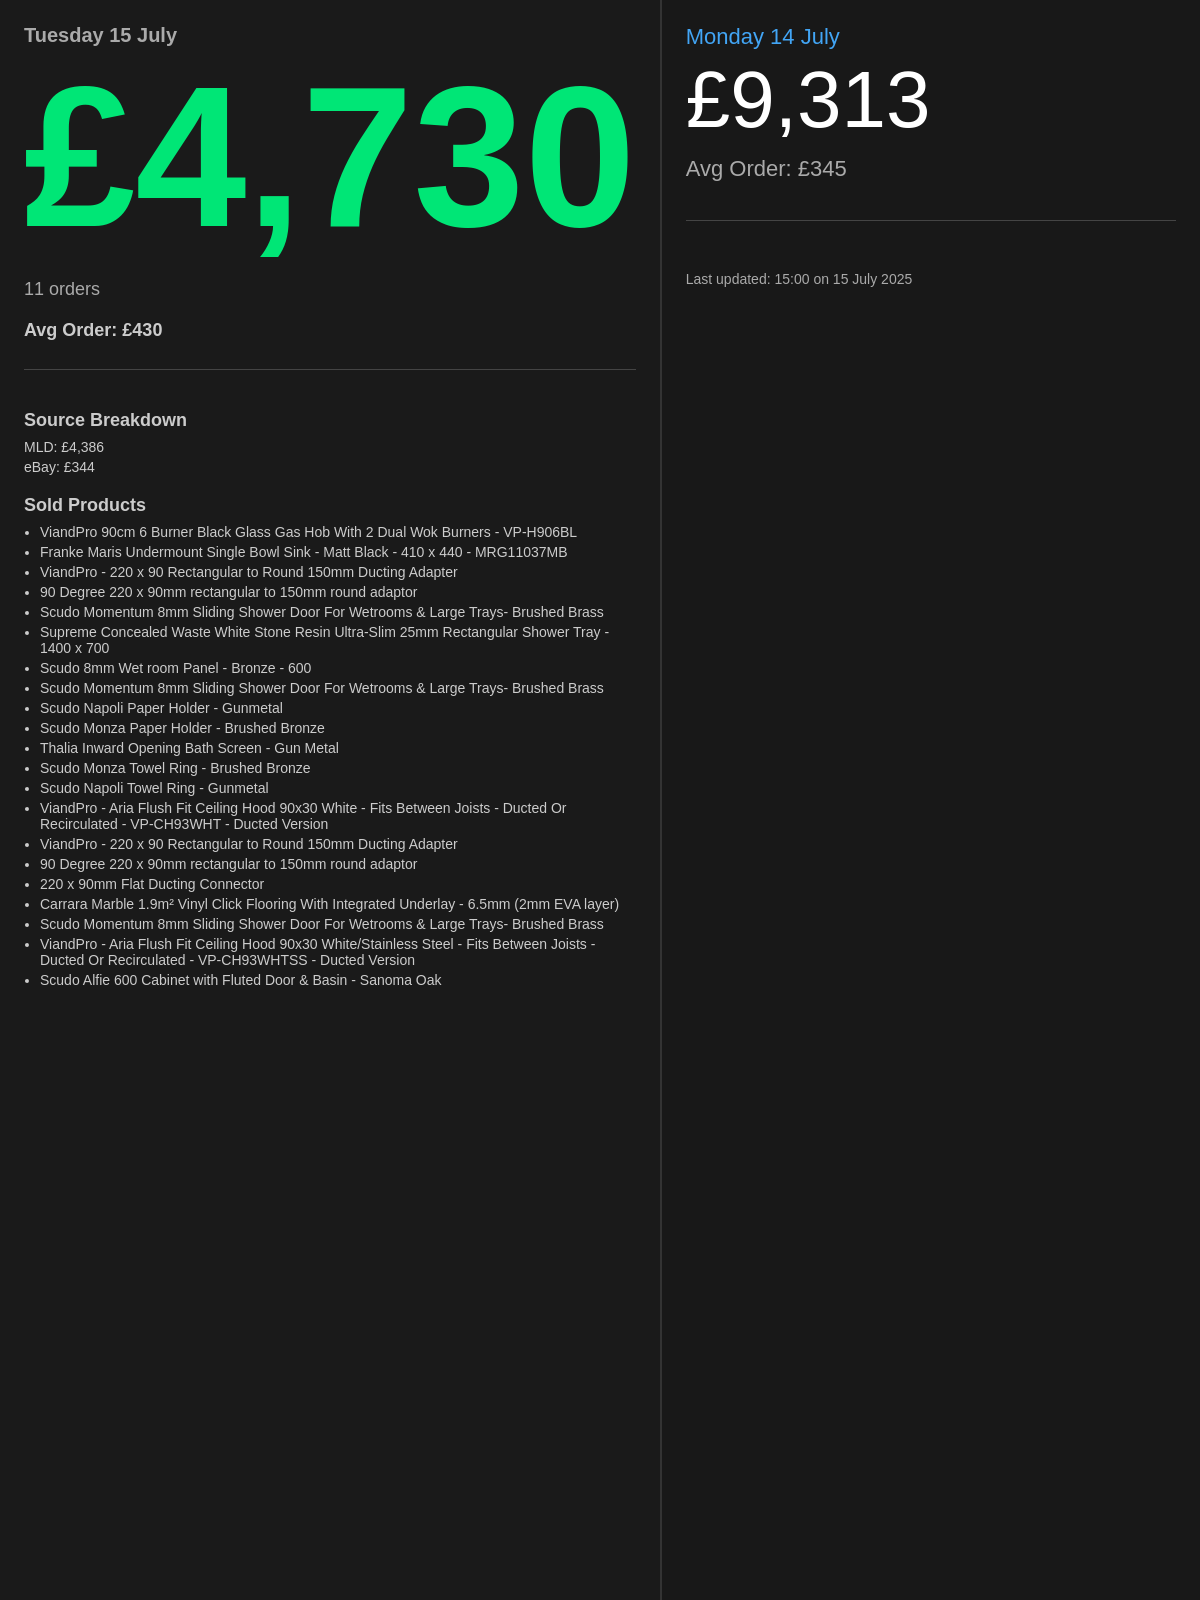 Tuesday 15 July
£4,730
11 orders
Avg Order: £430
Source Breakdown
MLD: £4,386
eBay: £344
Sold Products
• ViandPro 90cm 6 Burner Black Glass Gas Hob With 2 Dual Wok Burners - VP-H906BL
• Franke Maris Undermount Single Bowl Sink - Matt Black - 410 x 440 - MRG11037MB
• ViandPro - 220 x 90 Rectangular to Round 150mm Ducting Adapter
• 90 Degree 220 x 90mm rectangular to 150mm round adaptor
• Scudo Momentum 8mm Sliding Shower Door For Wetrooms & Large Trays- Brushed Brass
• Supreme Concealed Waste White Stone Resin Ultra-Slim 25mm Rectangular Shower Tray -
1400 x 700
• Scudo 8mm Wet room Panel - Bronze - 600
• Scudo Momentum 8mm Sliding Shower Door For Wetrooms & Large Trays- Brushed Brass
• Scudo Napoli Paper Holder - Gunmetal
• Scudo Monza Paper Holder - Brushed Bronze
• Thalia Inward Opening Bath Screen - Gun Metal
• Scudo Monza Towel Ring - Brushed Bronze
• Scudo Napoli Towel Ring - Gunmetal
• ViandPro - Aria Flush Fit Ceiling Hood 90x30 White - Fits Between Joists - Ducted Or
Recirculated - VP-CH93WHT - Ducted Version
• ViandPro - 220 x 90 Rectangular to Round 150mm Ducting Adapter
• 90 Degree 220 x 90mm rectangular to 150mm round adaptor
• 220 x 90mm Flat Ducting Connector
• Carrara Marble 1.9m² Vinyl Click Flooring With Integrated Underlay - 6.5mm (2mm EVA layer)
• Scudo Momentum 8mm Sliding Shower Door For Wetrooms & Large Trays- Brushed Brass
• ViandPro - Aria Flush Fit Ceiling Hood 90x30 White/Stainless Steel - Fits Between Joists -
Ducted Or Recirculated - VP-CH93WHTSS - Ducted Version
• Scudo Alfie 600 Cabinet with Fluted Door & Basin - Sanoma Oak
Monday 14 July
£9,313
Avg Order: £345
Last updated: 15:00 on 15 July 2025